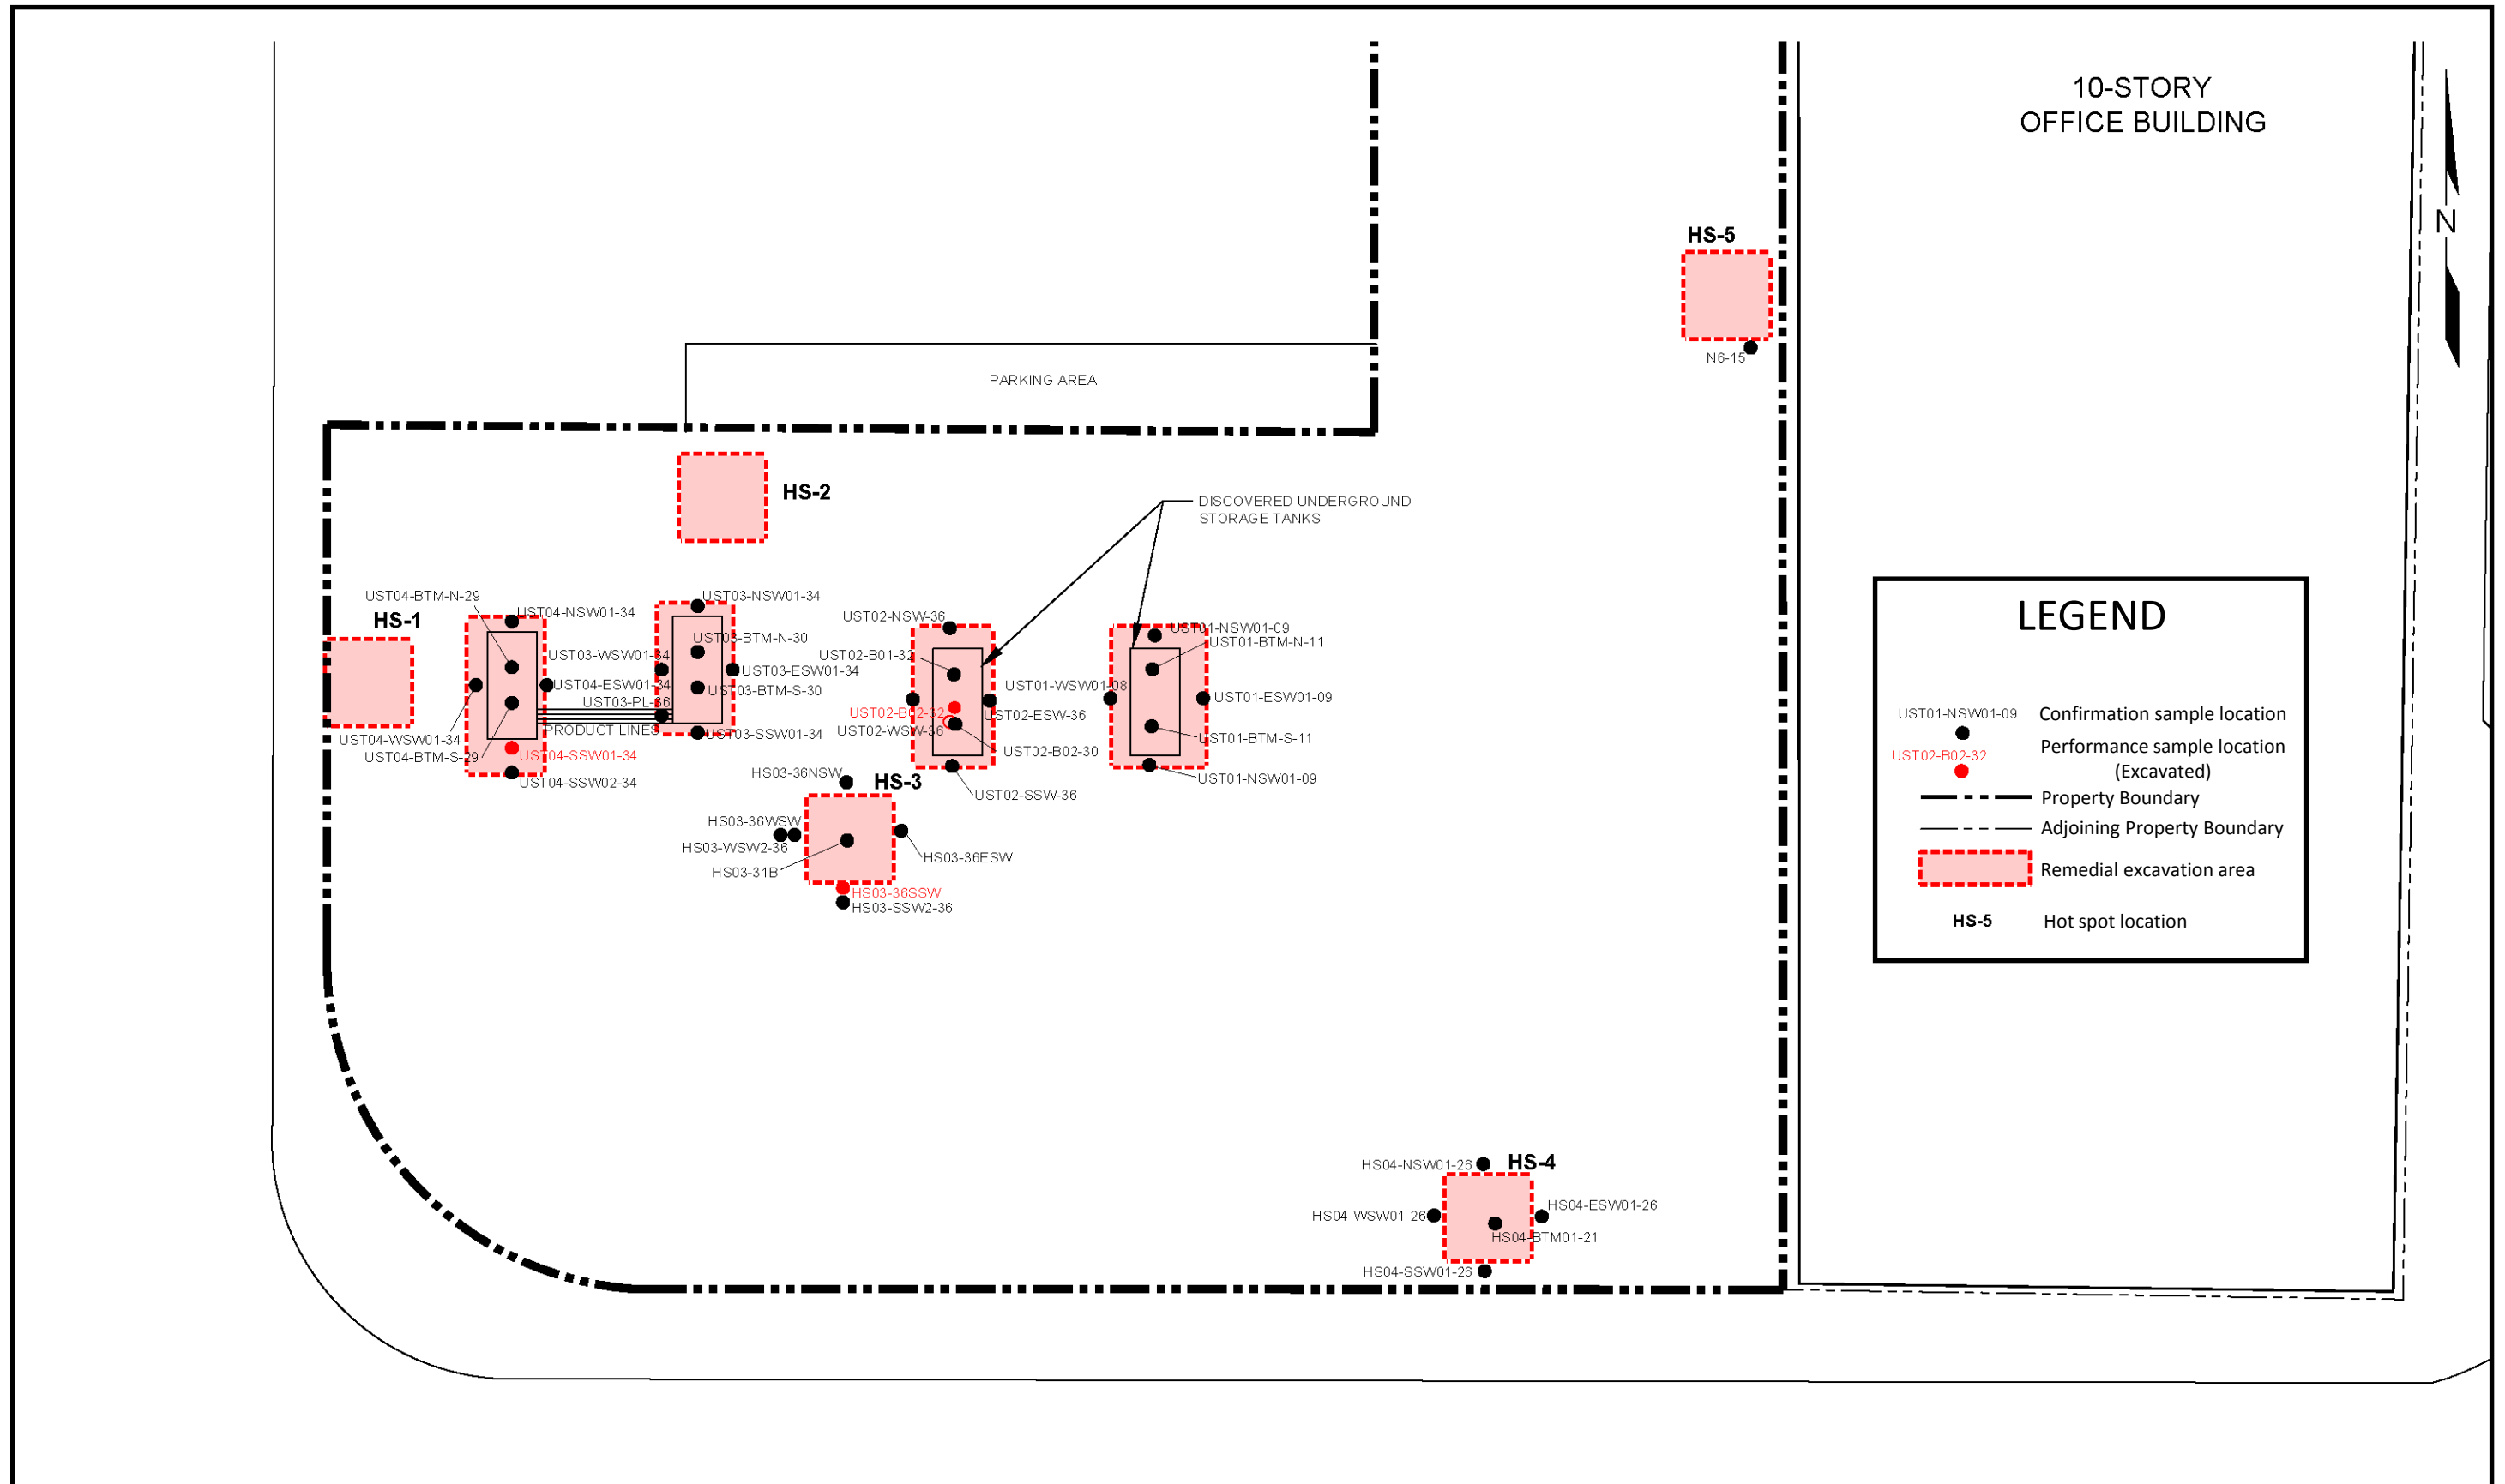 10-STORY
OFFICE BUILDING
N
HS-5
N6-15
PARKING AREA
HS-2
DISCOVERED UNDERGROUND
STORAGE TANKS
UST04-BTM-N-29
UST04-NSW01-34
HS-1
UST03-NSW01-34
UST03-BTM-N-30
UST03-WSW01-34
UST03-ESW01-34
UST04-ESW01-34
UST03-BTM-S-30
UST03-PL-36
PRODUCT LINES
UST03-SSW01-34
UST04-WSW01-34
UST04-BTM-S-29
UST04-SSW01-34
UST04-SSW02-34
UST02-NSW-36
UST02-B01-32
UST02-B02-32
UST02-WSW-36
UST02-ESW-36
UST02-B02-30
UST02-SSW-36
UST01-NSW01-09
UST01-BTM-N-11
UST01-WSW01-08
UST01-ESW01-09
UST01-BTM-S-11
UST01-NSW01-09
HS03-36NSW
HS-3
HS03-36WSW
HS03-WSW2-36
HS03-31B
HS03-36ESW
HS03-36SSW
HS03-SSW2-36
HS04-NSW01-26
HS-4
HS04-WSW01-26
HS04-ESW01-26
HS04-BTM01-21
HS04-SSW01-26
LEGEND
UST01-NSW01-09 Confirmation sample location
UST02-B02-32 Performance sample location
(Excavated)
Property Boundary
Adjoining Property Boundary
Remedial excavation area
HS-5 Hot spot location